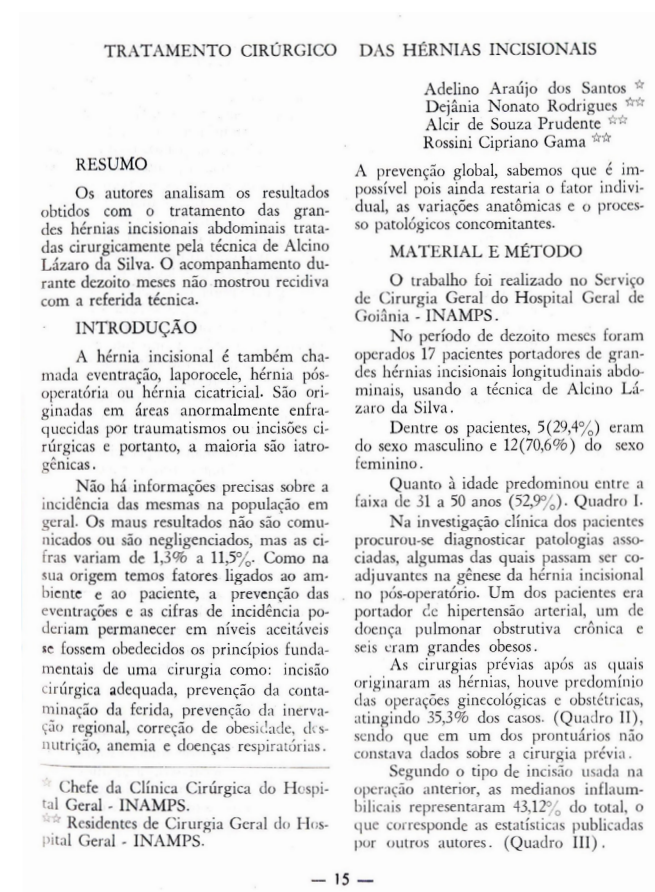 TRATAMENTO CIRÚRGICO DAS HÉRNIAS INCISIONAIS
Adelino Araújo dos Santos ☆
Dejânia Nonato Rodrigues ☆☆
Alcir de Souza Prudente ☆☆
Rossini Cipriano Gama ☆☆
RESUMO
Os autores analisam os resultados
obtidos com o tratamento das gran-
des hérnias incisionais abdominais trata-
das cirurgicamente pela técnica de Alcino
Lázaro da Silva. O acompanhamento du-
rante dezoito meses não mostrou recidiva
com a referida técnica.
INTRODUÇÃO
A hérnia incisional é também cha-
mada eventração, laporocele, hérnia pós-
operatória ou hérnia cicatricial. São ori-
ginadas em áreas anormalmente enfra-
quecidas por traumatismos ou incisões ci-
rúrgicas e portanto, a maioria são iatro-
gênicas.
Não há informações precisas sobre a
incidência das mesmas na população em
geral. Os maus resultados não são comu-
nicados ou são negligenciados, mas as ci-
fras variam de 1,3% a 11,5%. Como na
sua origem temos fatores ligados ao am-
biente e ao paciente, a prevenção das
eventrações e as cifras de incidência po-
deriam permanecer em níveis aceitáveis
se fossem obedecidos os princípios funda-
mentais de uma cirurgia como: incisão
cirúrgica adequada, prevenção da conta-
minação da ferida, prevenção da inerva-
ção regional, correção de obesidade, des-
nutrição, anemia e doenças respiratórias.
☆ Chefe da Clínica Cirúrgica do Hospi-
tal Geral - INAMPS.
☆☆ Residentes de Cirurgia Geral do Hos-
pital Geral - INAMPS.
A prevenção global, sabemos que é im-
possível pois ainda restaria o fator indivi-
dual, as variações anatômicas e o proces-
so patológicos concomitantes.
MATERIAL E MÉTODO
O trabalho foi realizado no Serviço
de Cirurgia Geral do Hospital Geral de
Goiânia - INAMPS.
No período de dezoito meses foram
operados 17 pacientes portadores de gran-
des hérnias incisionais longitudinais abdo-
minais, usando a técnica de Alcino Lá-
zaro da Silva.
Dentre os pacientes, 5(29,4%) eram
do sexo masculino e 12(70,6%) do sexo
feminino.
Quanto à idade predominou entre a
faixa de 31 a 50 anos (52,9%). Quadro I.
Na investigação clínica dos pacientes
procurou-se diagnosticar patologias asso-
ciadas, algumas das quais passam ser co-
adjuvantes na gênese da hérnia incisional
no pós-operatório. Um dos pacientes era
portador de hipertensão arterial, um de
doença pulmonar obstrutiva crônica e
seis eram grandes obesos.
As cirurgias prévias após as quais
originaram as hérnias, houve predomínio
das operações ginecológicas e obstétricas,
atingindo 35,3% dos casos. (Quadro II),
sendo que em um dos prontuários não
constava dados sobre a cirurgia prévia.
Segundo o tipo de incisão usada na
operação anterior, as medianos inflaum-
bilicais representaram 43,12% do total, o
que corresponde as estatísticas publicadas
por outros autores. (Quadro III).
— 15 —